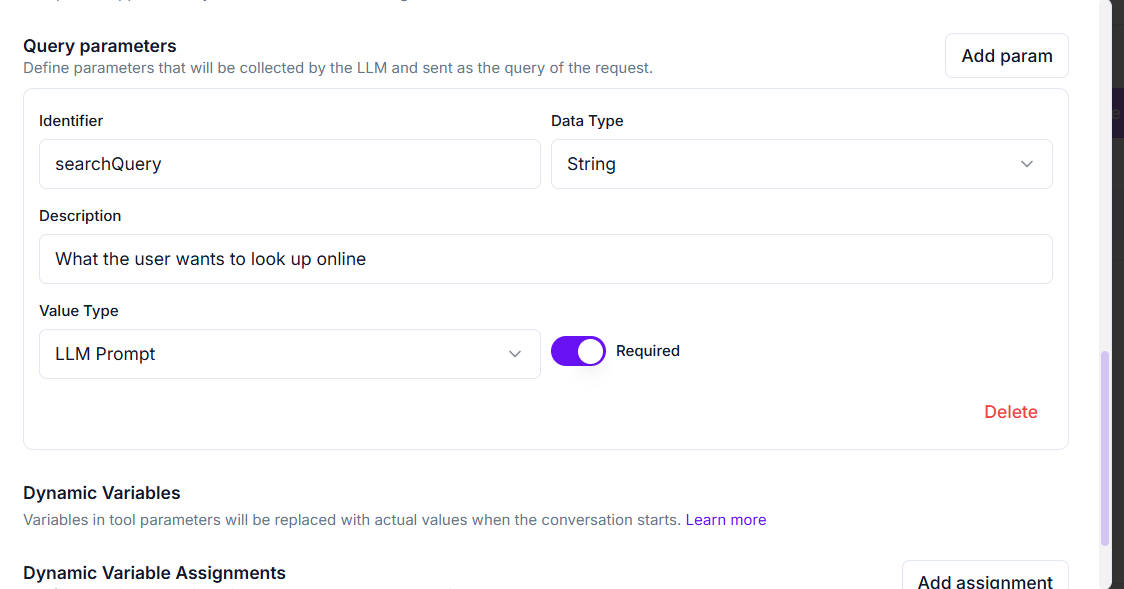 Query parameters
Add param
Define parameters that will be collected by the LLM and sent as the query of the request.
Identifier
Data Type
searchQuery
String
Description
What the user wants to look up online
Value Type
LLM Prompt
Required
Delete
Dynamic Variables
Variables in tool parameters will be replaced with actual values when the conversation starts. Learn more
Dynamic Variable Assignments
Add assignment